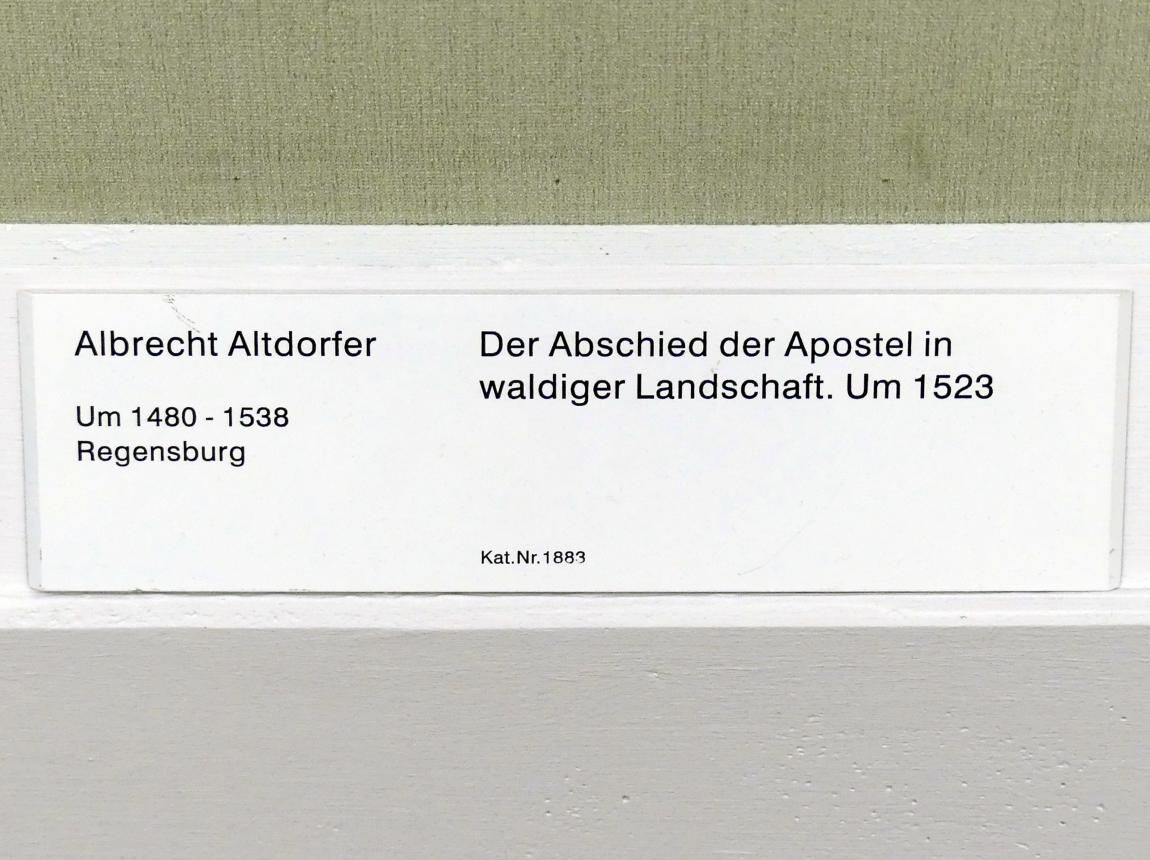 Albrecht Altdorfer
Um 1480 - 1538
Regensburg
Der Abschied der Apostel in
waldiger Landschaft. Um 1523
Kat.Nr.1883